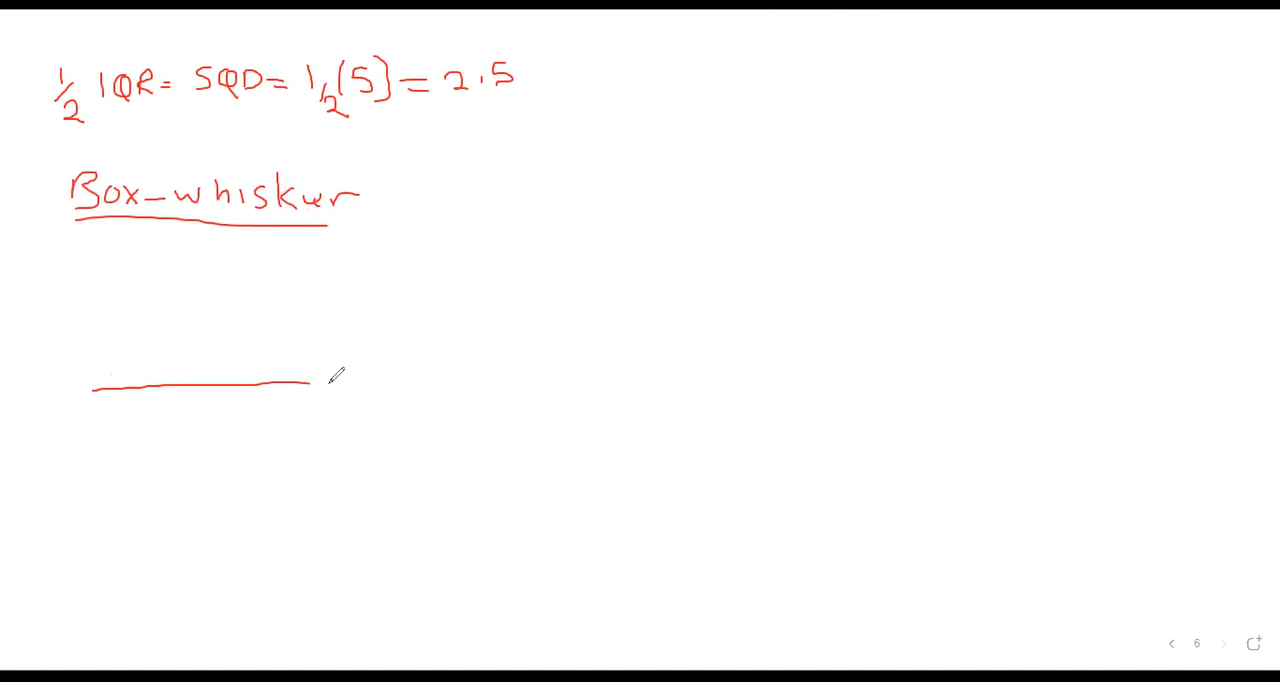 1/2 IQR = SQD = 1/2 (5) = 2.5
Box-whisker
6